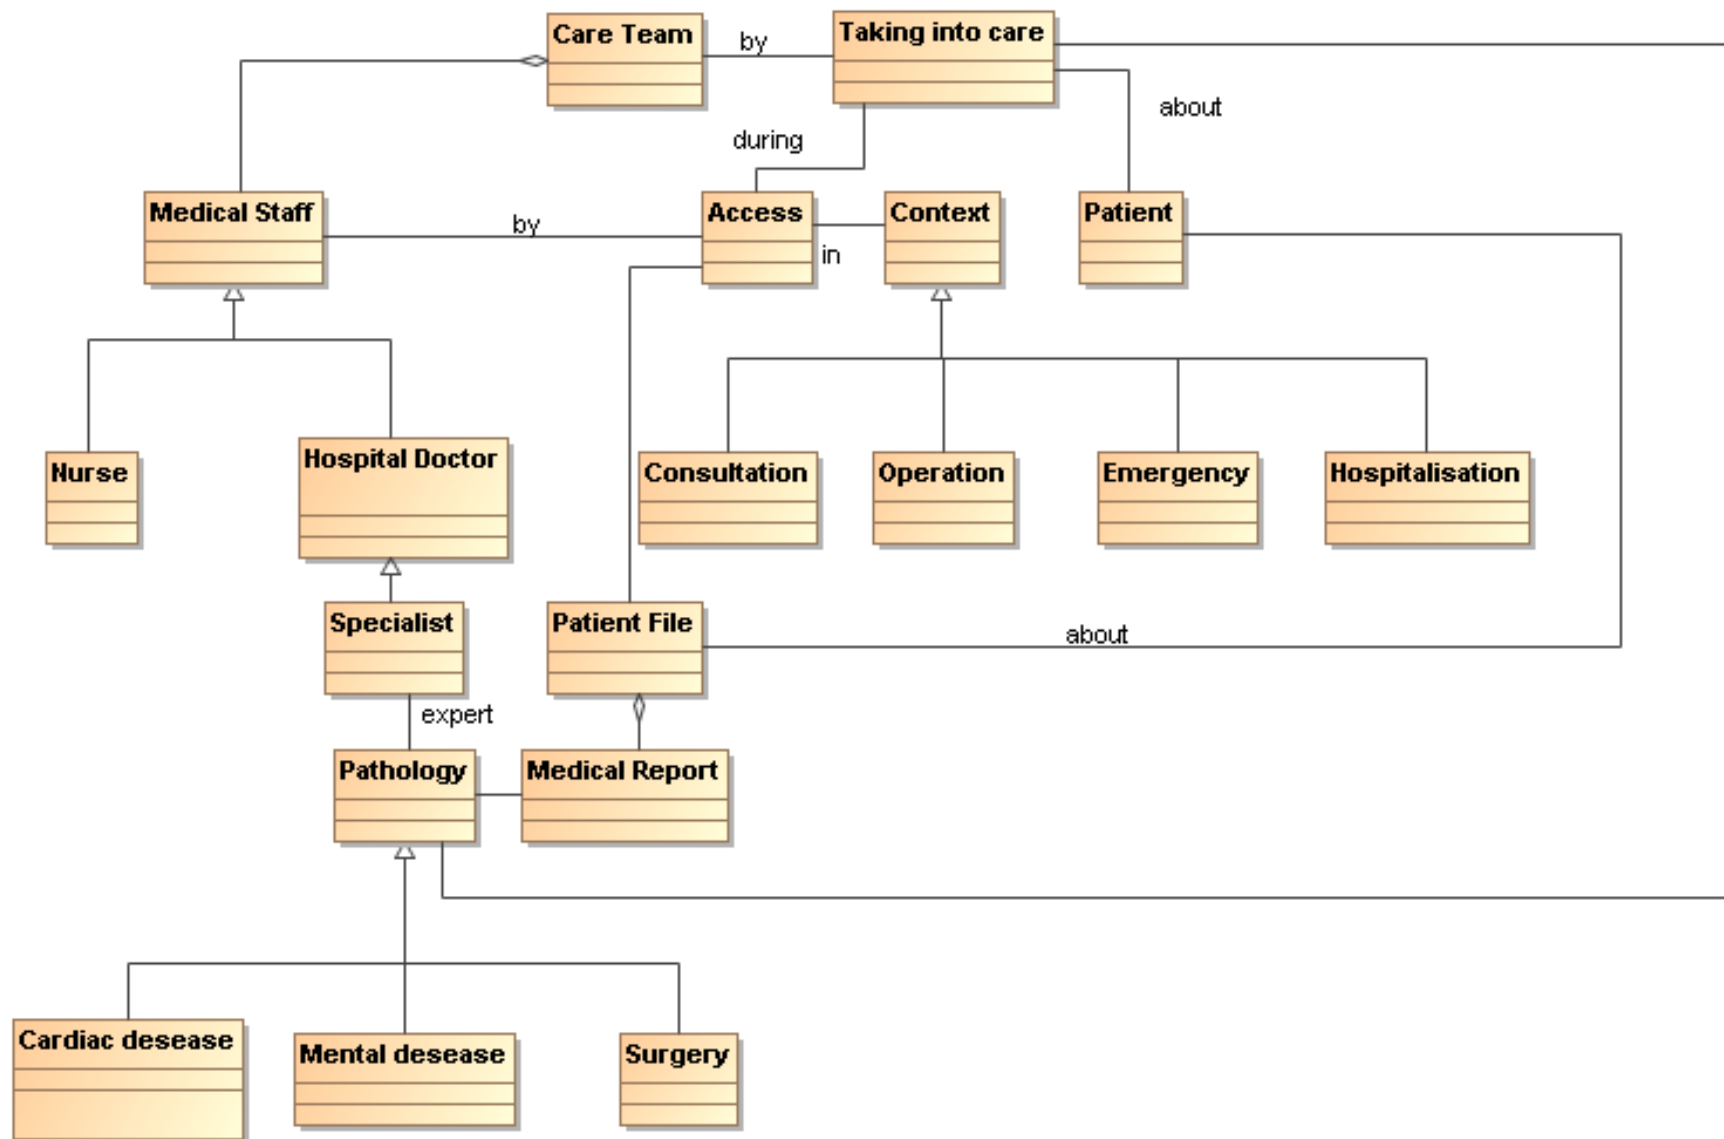 Care Team
by
Taking into care
about
during
Medical Staff
by
Access
in
Context
Patient
Nurse
Hospital Doctor
Consultation
Operation
Emergency
Hospitalisation
Specialist
Patient File
about
expert
Pathology
Medical Report
Cardiac desease
Mental desease
Surgery